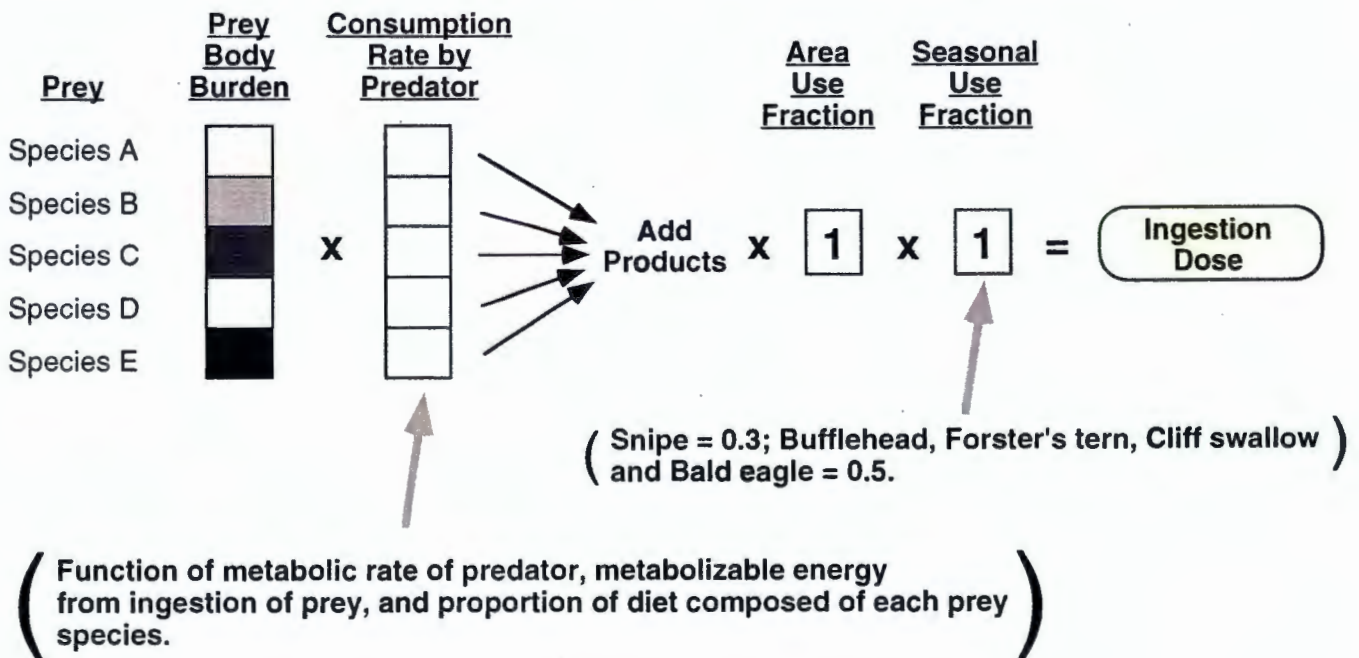 Prey
Body
Burden
Consumption
Rate by
Predator
Area
Use
Fraction
Seasonal
Use
Fraction
Prey
Species A
Species B
Species C
Species D
Species E
x
Add
Products
x
1
x
1
=
Ingestion
Dose
( Snipe = 0.3; Bufflehead, Forster's tern, Cliff swallow )
and Bald eagle = 0.5.
( Function of metabolic rate of predator, metabolizable energy
from ingestion of prey, and proportion of diet composed of each prey )
species.